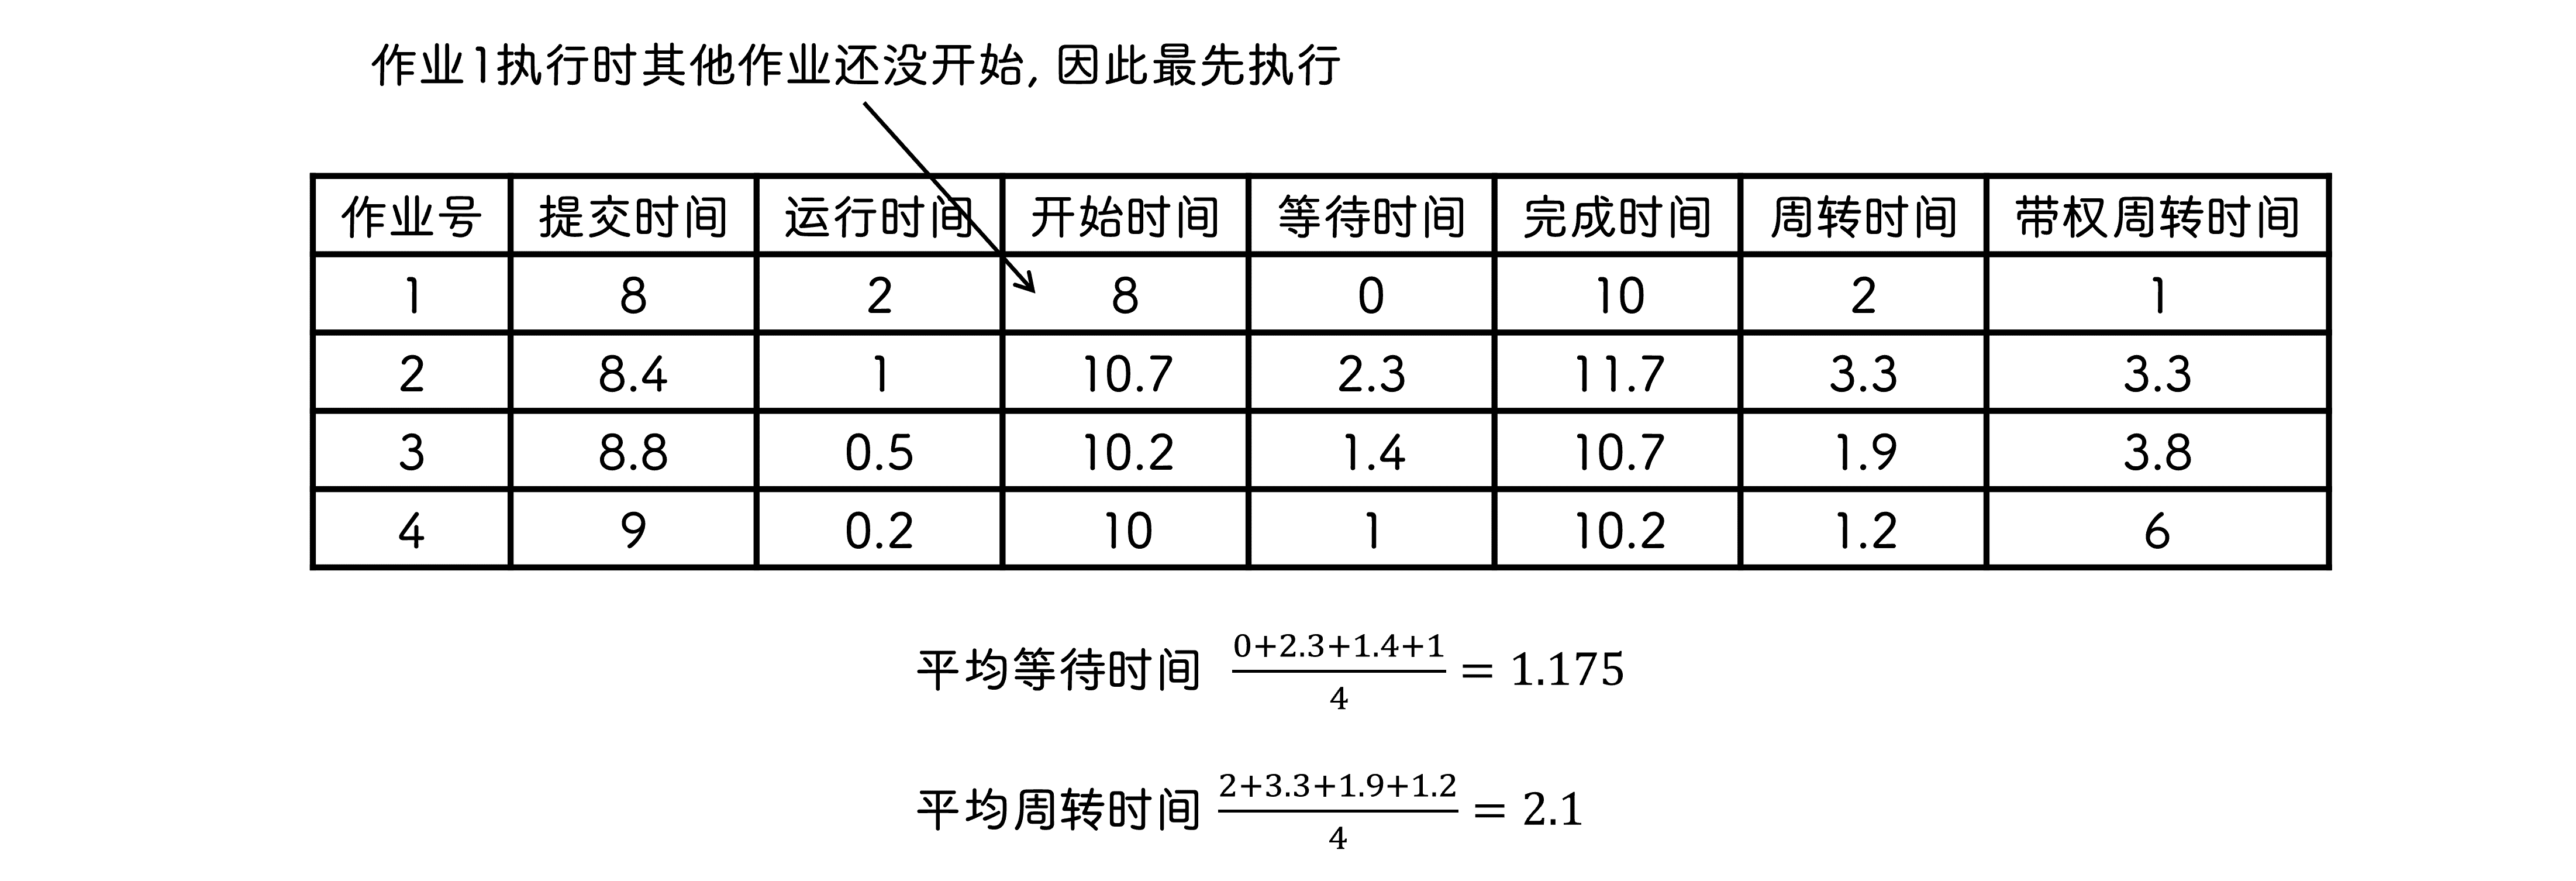 作业1执行时其他作业还没开始, 因此最先执行
作业号 提交时间 运行时间 开始时间 等待时间 完成时间 周转时间 带权周转时间
1 8 2 8 0 10 2 1
2 8.4 1 10.7 2.3 11.7 3.3 3.3
3 8.8 0.5 10.2 1.4 10.7 1.9 3.8
4 9 0.2 10 1 10.2 1.2 6
平均等待时间 \frac{0+2.3+1.4+1}{4} = 1.175
平均周转时间 \frac{2+3.3+1.9+1.2}{4} = 2.1